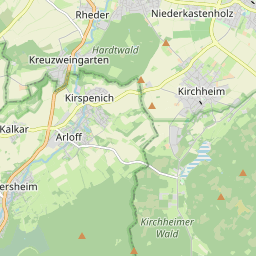 Rheder
Niederkastenholz
Hardtwald
Kreuzweingarten
Kirspenich
Kirchheim
Kalkar
Arloff
ersheim
Kirchheimer
Wald